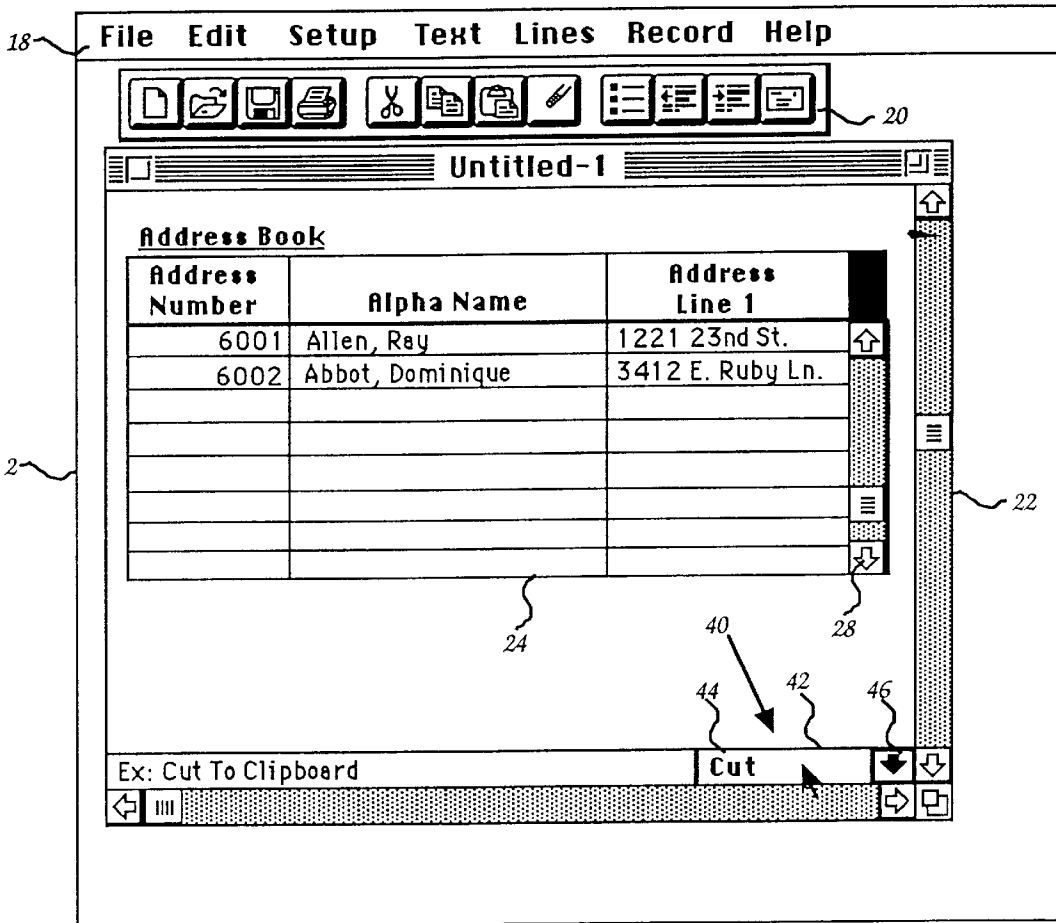 18 File Edit Setup Text Lines Record Help
20
Untitled-1
Address Book
Address Number Alpha Name Address Line 1
6001 Allen, Ray 1221 23nd St.
6002 Abbot, Dominique 3412 E. Ruby Ln.
2
22
24
28
40
44 42 46
Ex: Cut To Clipboard Cut